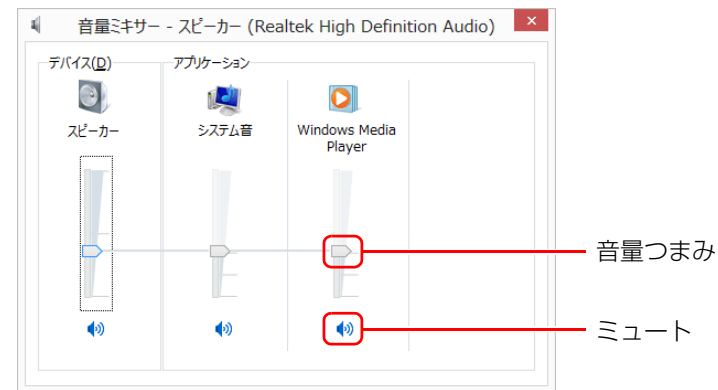 音量ミキサー - スピーカー (Realtek High Definition Audio)
デバイス(D)
アプリケーション
スピーカー
システム音
Windows Media
Player
音量つまみ
ミュート